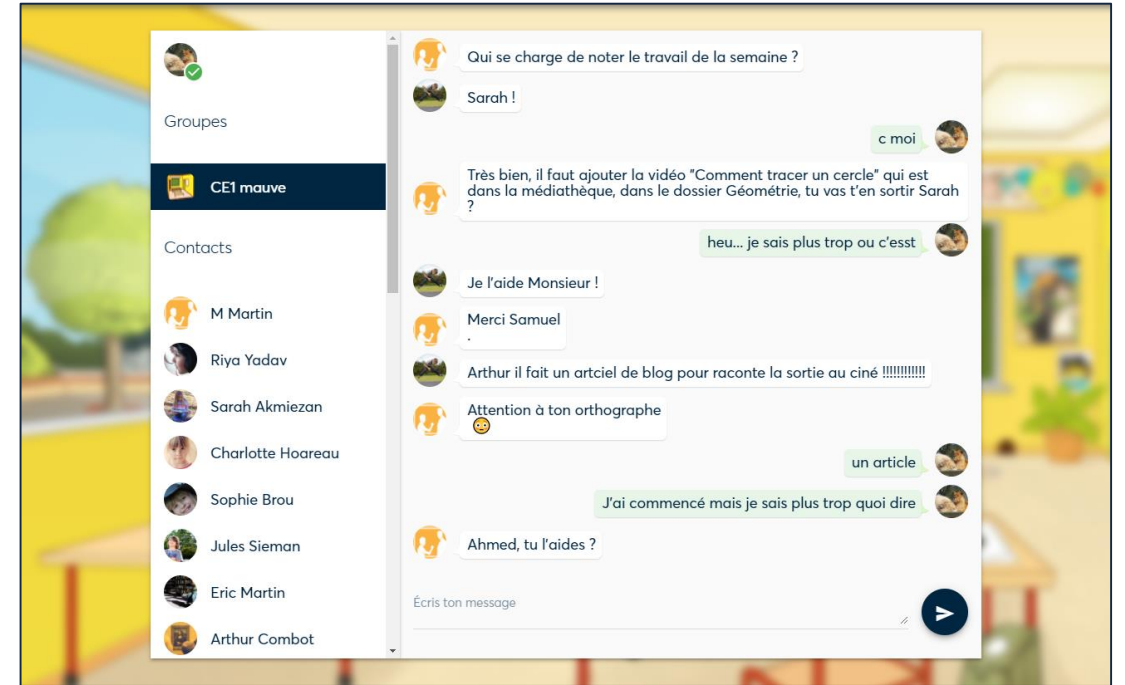 Groupes
CE1 mauve
Contacts
M Martin
Riya Yadav
Sarah Akmiezan
Charlotte Hoareau
Sophie Brou
Jules Sieman
Eric Martin
Arthur Combot
Qui se charge de noter le travail de la semaine ?
Sarah !
c moi
Très bien, il faut ajouter la vidéo "Comment tracer un cercle" qui est
dans la médiathèque, dans le dossier Géométrie, tu vas t'en sortir Sarah
?
heu... je sais plus trop ou c'esst
Je l'aide Monsieur !
Merci Samuel
.
Arthur il fait un artciel de blog pour raconte la sortie au ciné !!!!!!!!!!!!
Attention à ton orthographe
😳
un article
J'ai commencé mais je sais plus trop quoi dire
Ahmed, tu l'aides ?
Écris ton message